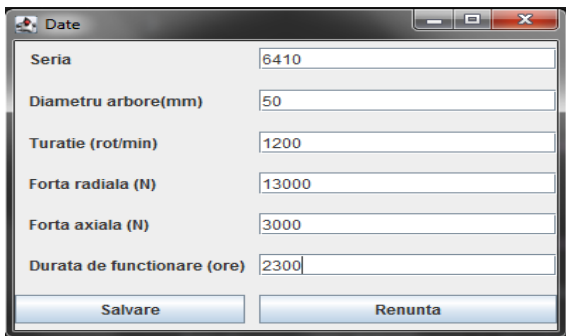 Date
Seria 6410
Diametru arbore(mm) 50
Turatie (rot/min) 1200
Forta radiala (N) 13000
Forta axiala (N) 3000
Durata de functionare (ore) 2300
Salvare Renunta